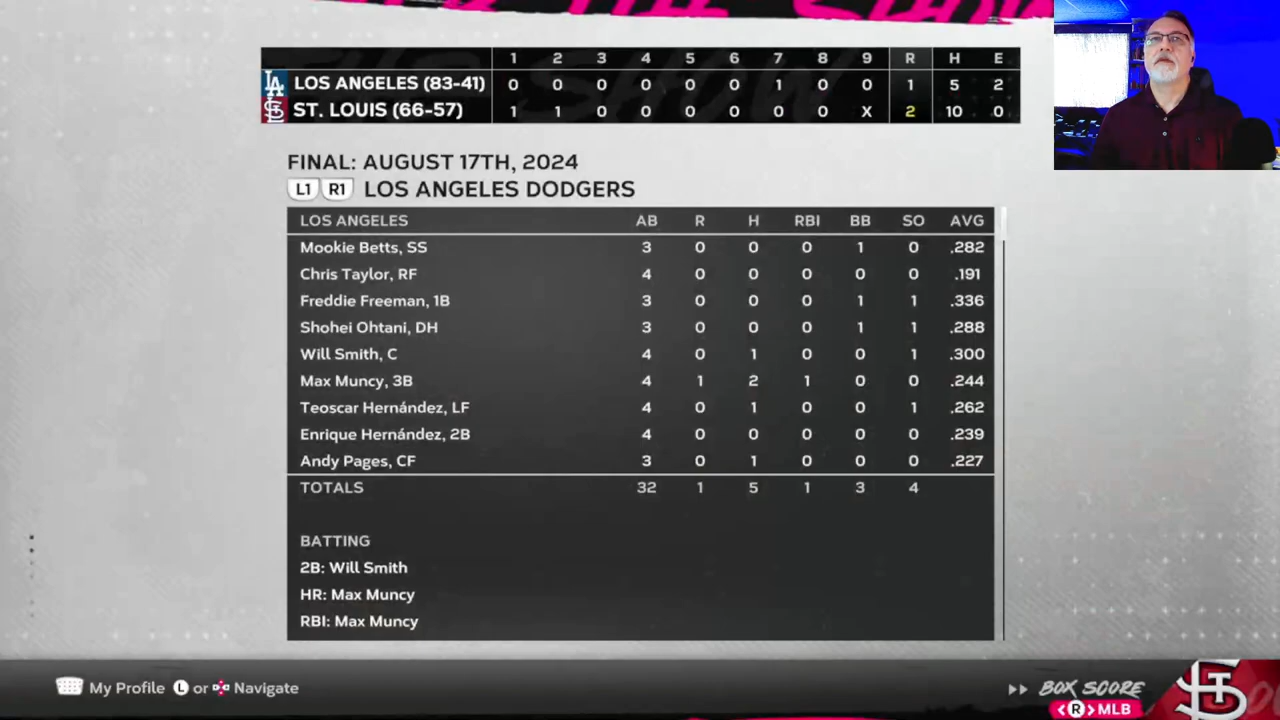 1 2 3 4 5 6 7 8 9 R H E
LA LOS ANGELES (83-41) 0 0 0 0 0 0 1 0 0 1 5 2
STL ST. LOUIS (66-57) 1 1 0 0 0 0 0 0 X 2 10 0
FINAL: AUGUST 17TH, 2024
L1 R1 LOS ANGELES DODGERS
LOS ANGELES AB R H RBI BB SO AVG
Mookie Betts, SS 3 0 0 0 1 0 .282
Chris Taylor, RF 4 0 0 0 0 0 .191
Freddie Freeman, 1B 3 0 0 0 1 1 .336
Shohei Ohtani, DH 3 0 0 0 1 1 .288
Will Smith, C 4 0 1 0 0 1 .300
Max Muncy, 3B 4 1 2 1 0 0 .244
Teoscar Hernández, LF 4 0 1 0 0 1 .262
Enrique Hernández, 2B 4 0 0 0 0 0 .239
Andy Pages, CF 3 0 1 0 0 0 .227
TOTALS 32 1 5 1 3 4
BATTING
2B: Will Smith
HR: Max Muncy
RBI: Max Muncy
My Profile L or Navigate
BOX SCORE
R MLB
STL